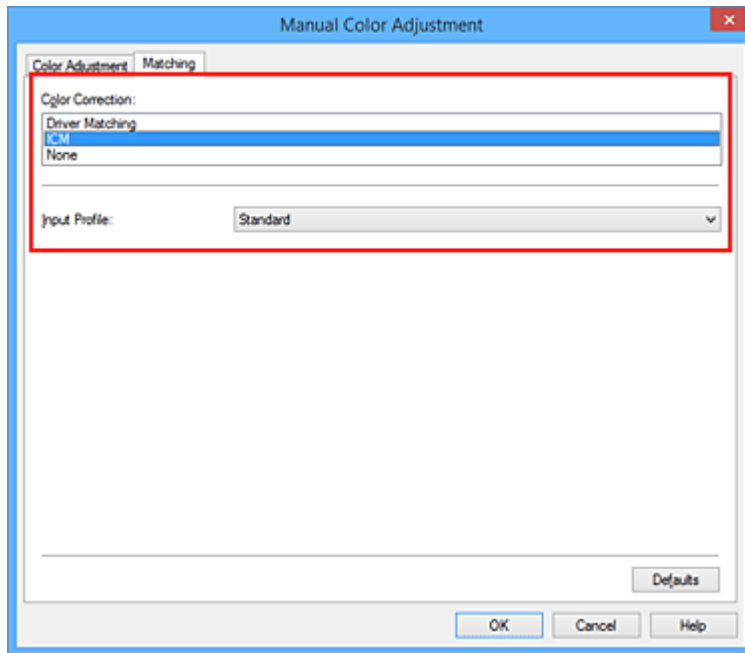 Manual Color Adjustment
Color Adjustment Matching
Color Correction:
Driver Matching
ICM
None
Input Profile: Standard
Defaults
OK Cancel Help